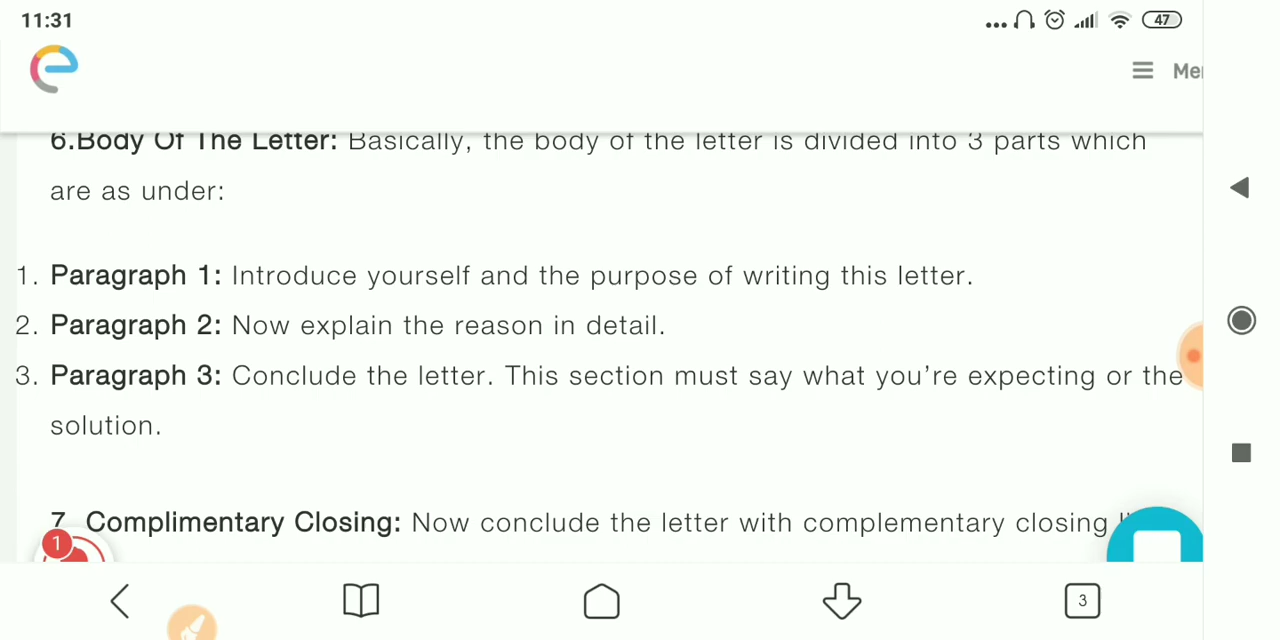 11:31
47
Me
6.Body Of The Letter: Basically, the body of the letter is divided into 3 parts which
are as under:
1. Paragraph 1: Introduce yourself and the purpose of writing this letter.
2. Paragraph 2: Now explain the reason in detail.
3. Paragraph 3: Conclude the letter. This section must say what you’re expecting or the
solution.
7. Complimentary Closing: Now conclude the letter with complementary closing
1
3